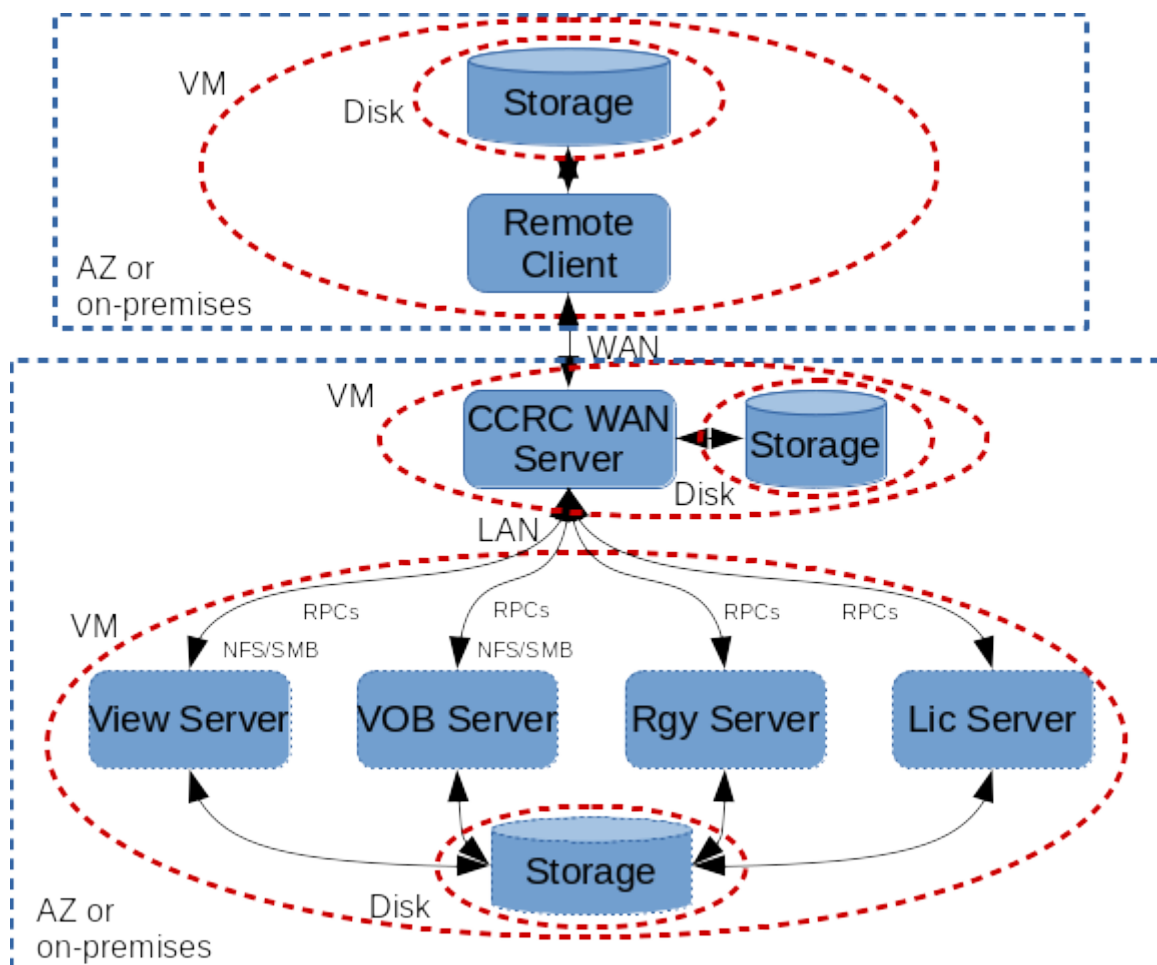 VM
Storage
Disk
Remote
Client
AZ or
on-premises
WAN
VM
CCRC WAN
Server
Storage
Disk
LAN
VM
RPCs
RPCs
RPCs
RPCs
NFS/SMB
NFS/SMB
View Server
VOB Server
Rgy Server
Lic Server
Storage
Disk
AZ or
on-premises